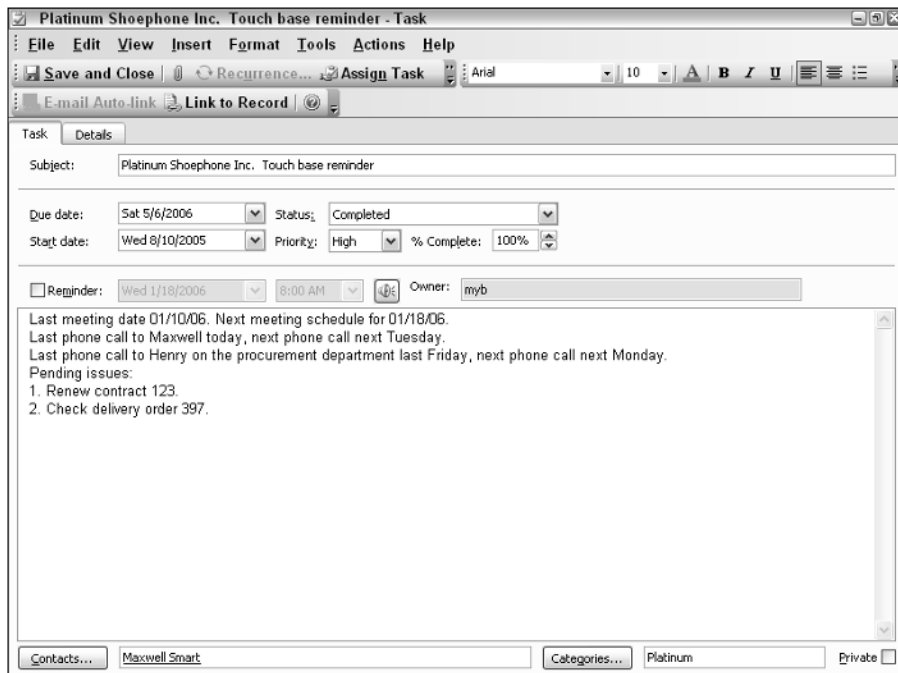 Platinum Shoephone Inc.  Touch base reminder - Task
File Edit View Insert Format Tools Actions Help
Save and Close Recurrence... Assign Task Arial 10 A B I U
E-mail Auto-link Link to Record
Task Details
Subject: Platinum Shoephone Inc.  Touch base reminder
Due date: Sat 5/6/2006 Status: Completed
Start date: Wed 8/10/2005 Priority: High % Complete: 100%
Reminder: Wed 1/18/2006 8:00 AM Owner: myb
Last meeting date 01/10/06. Next meeting schedule for 01/18/06.
Last phone call to Maxwell today, next phone call next Tuesday.
Last phone call to Henry on the procurement department last Friday, next phone call next Monday.
Pending issues:
1. Renew contract 123.
2. Check delivery order 397.
Contacts... Maxwell Smart Categories... Platinum Private